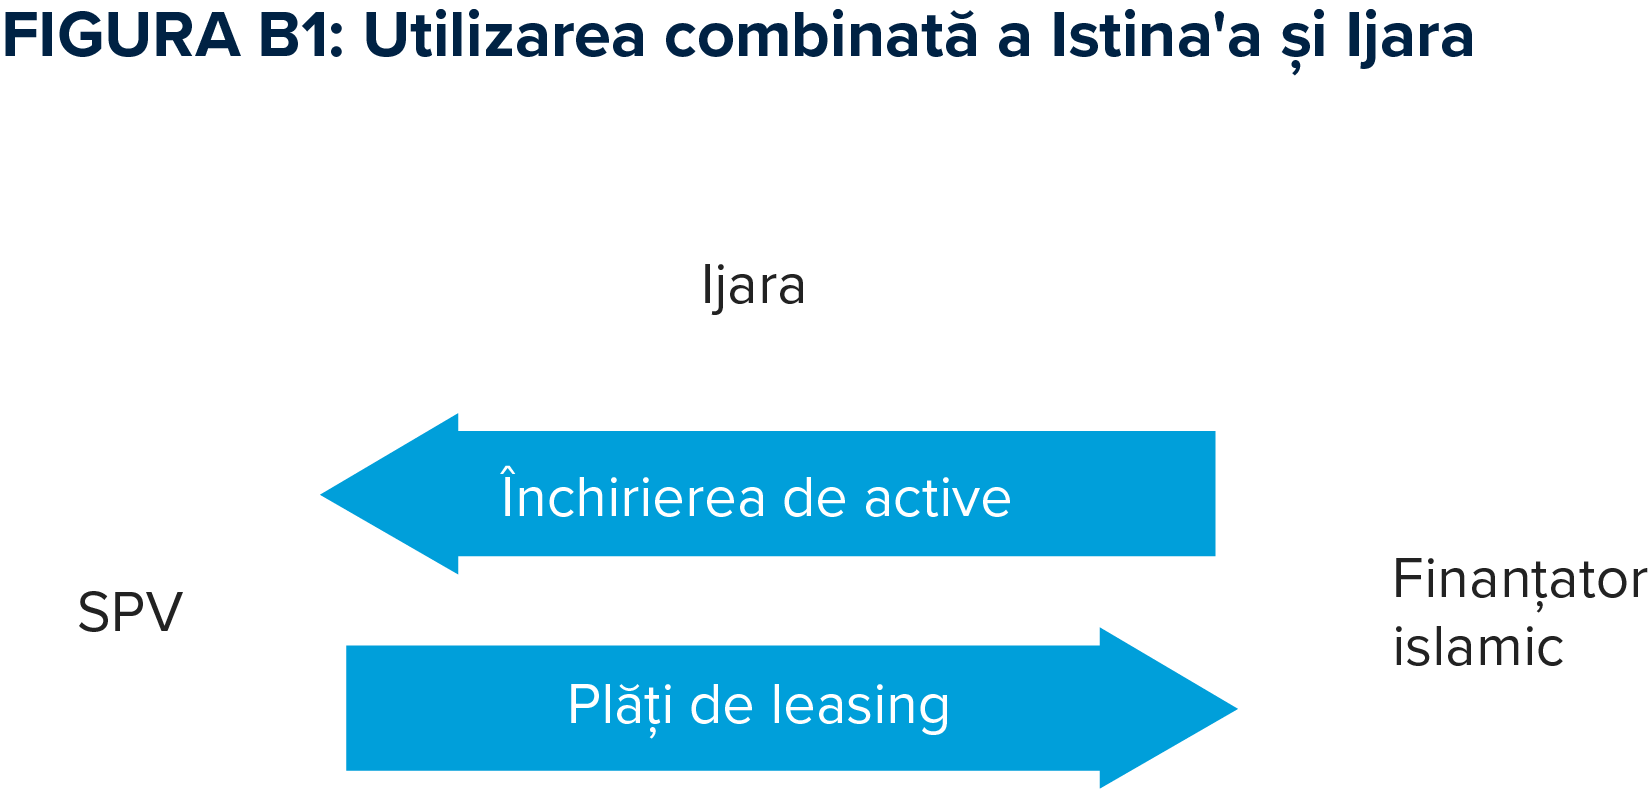 FIGURA B1: Utilizarea combinată a Istina'a și Ijara
Ijara
Închirierea de active
SPV
Finanțator
islamic
Plăți de leasing